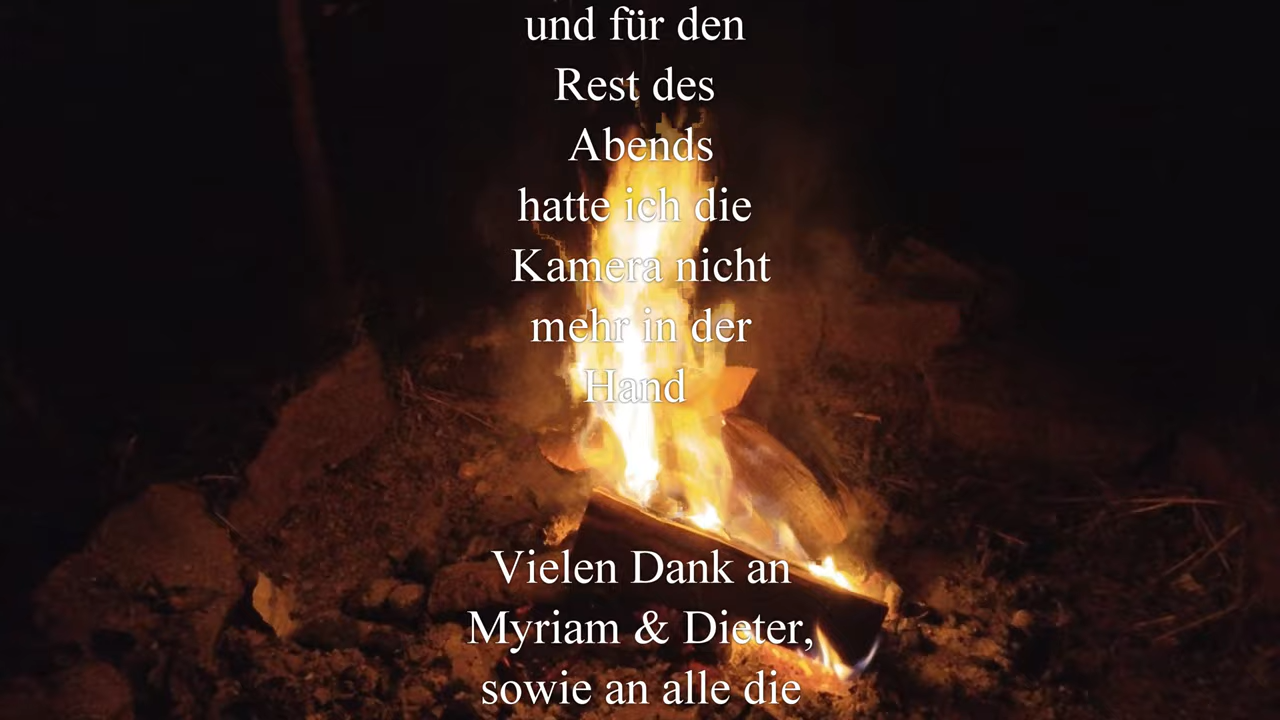 und für den
Rest des
Abends
hatte ich die
Kamera nicht
mehr in der
Hand
Vielen Dank an
Myriam & Dieter,
sowie an alle die